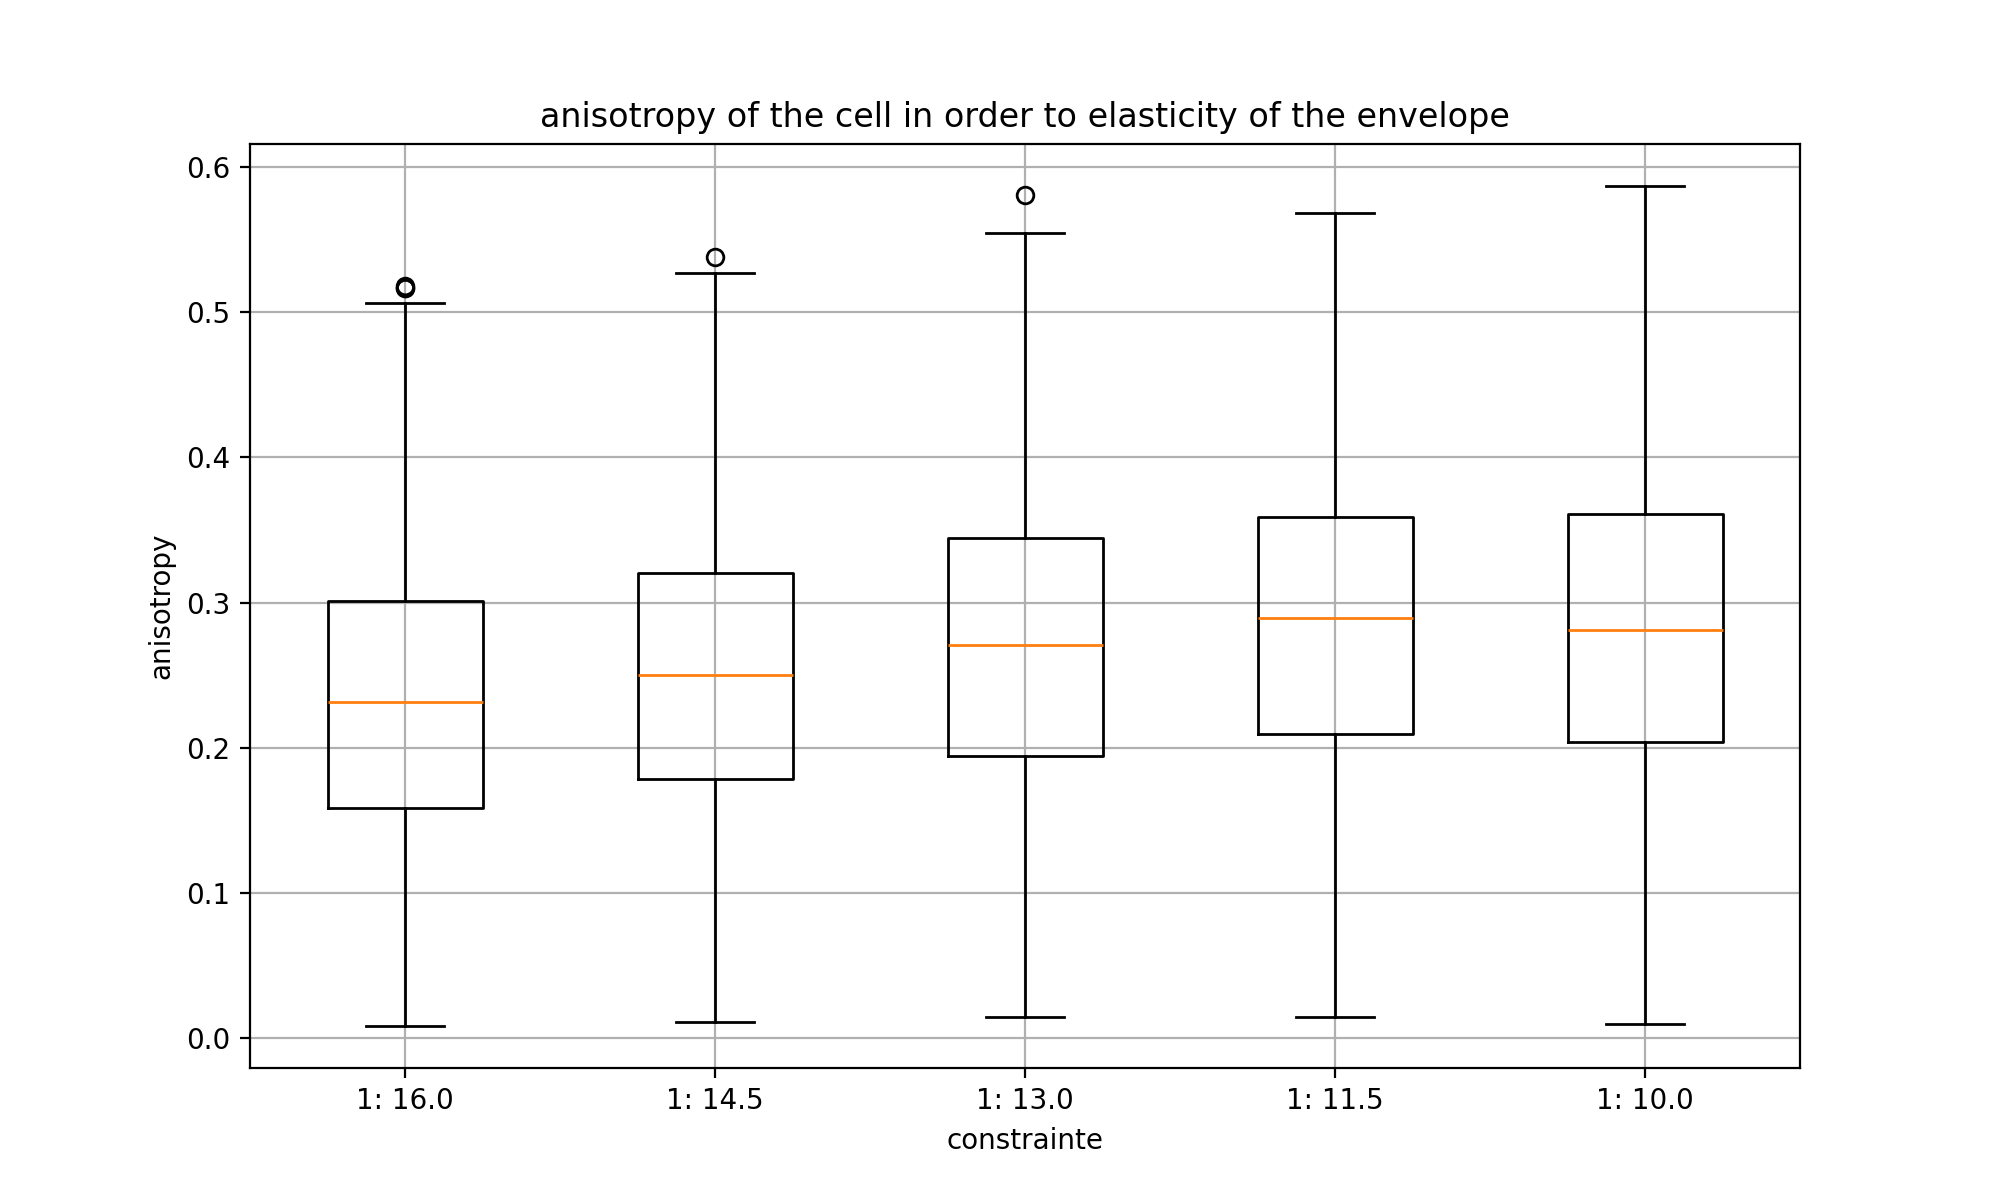 anisotropy of the cell in order to elasticity of the envelope
anisotropy
0.6
0.5
0.4
0.3
0.2
0.1
0.0
1: 16.0 1: 14.5 1: 13.0 1: 11.5 1: 10.0
constrainte